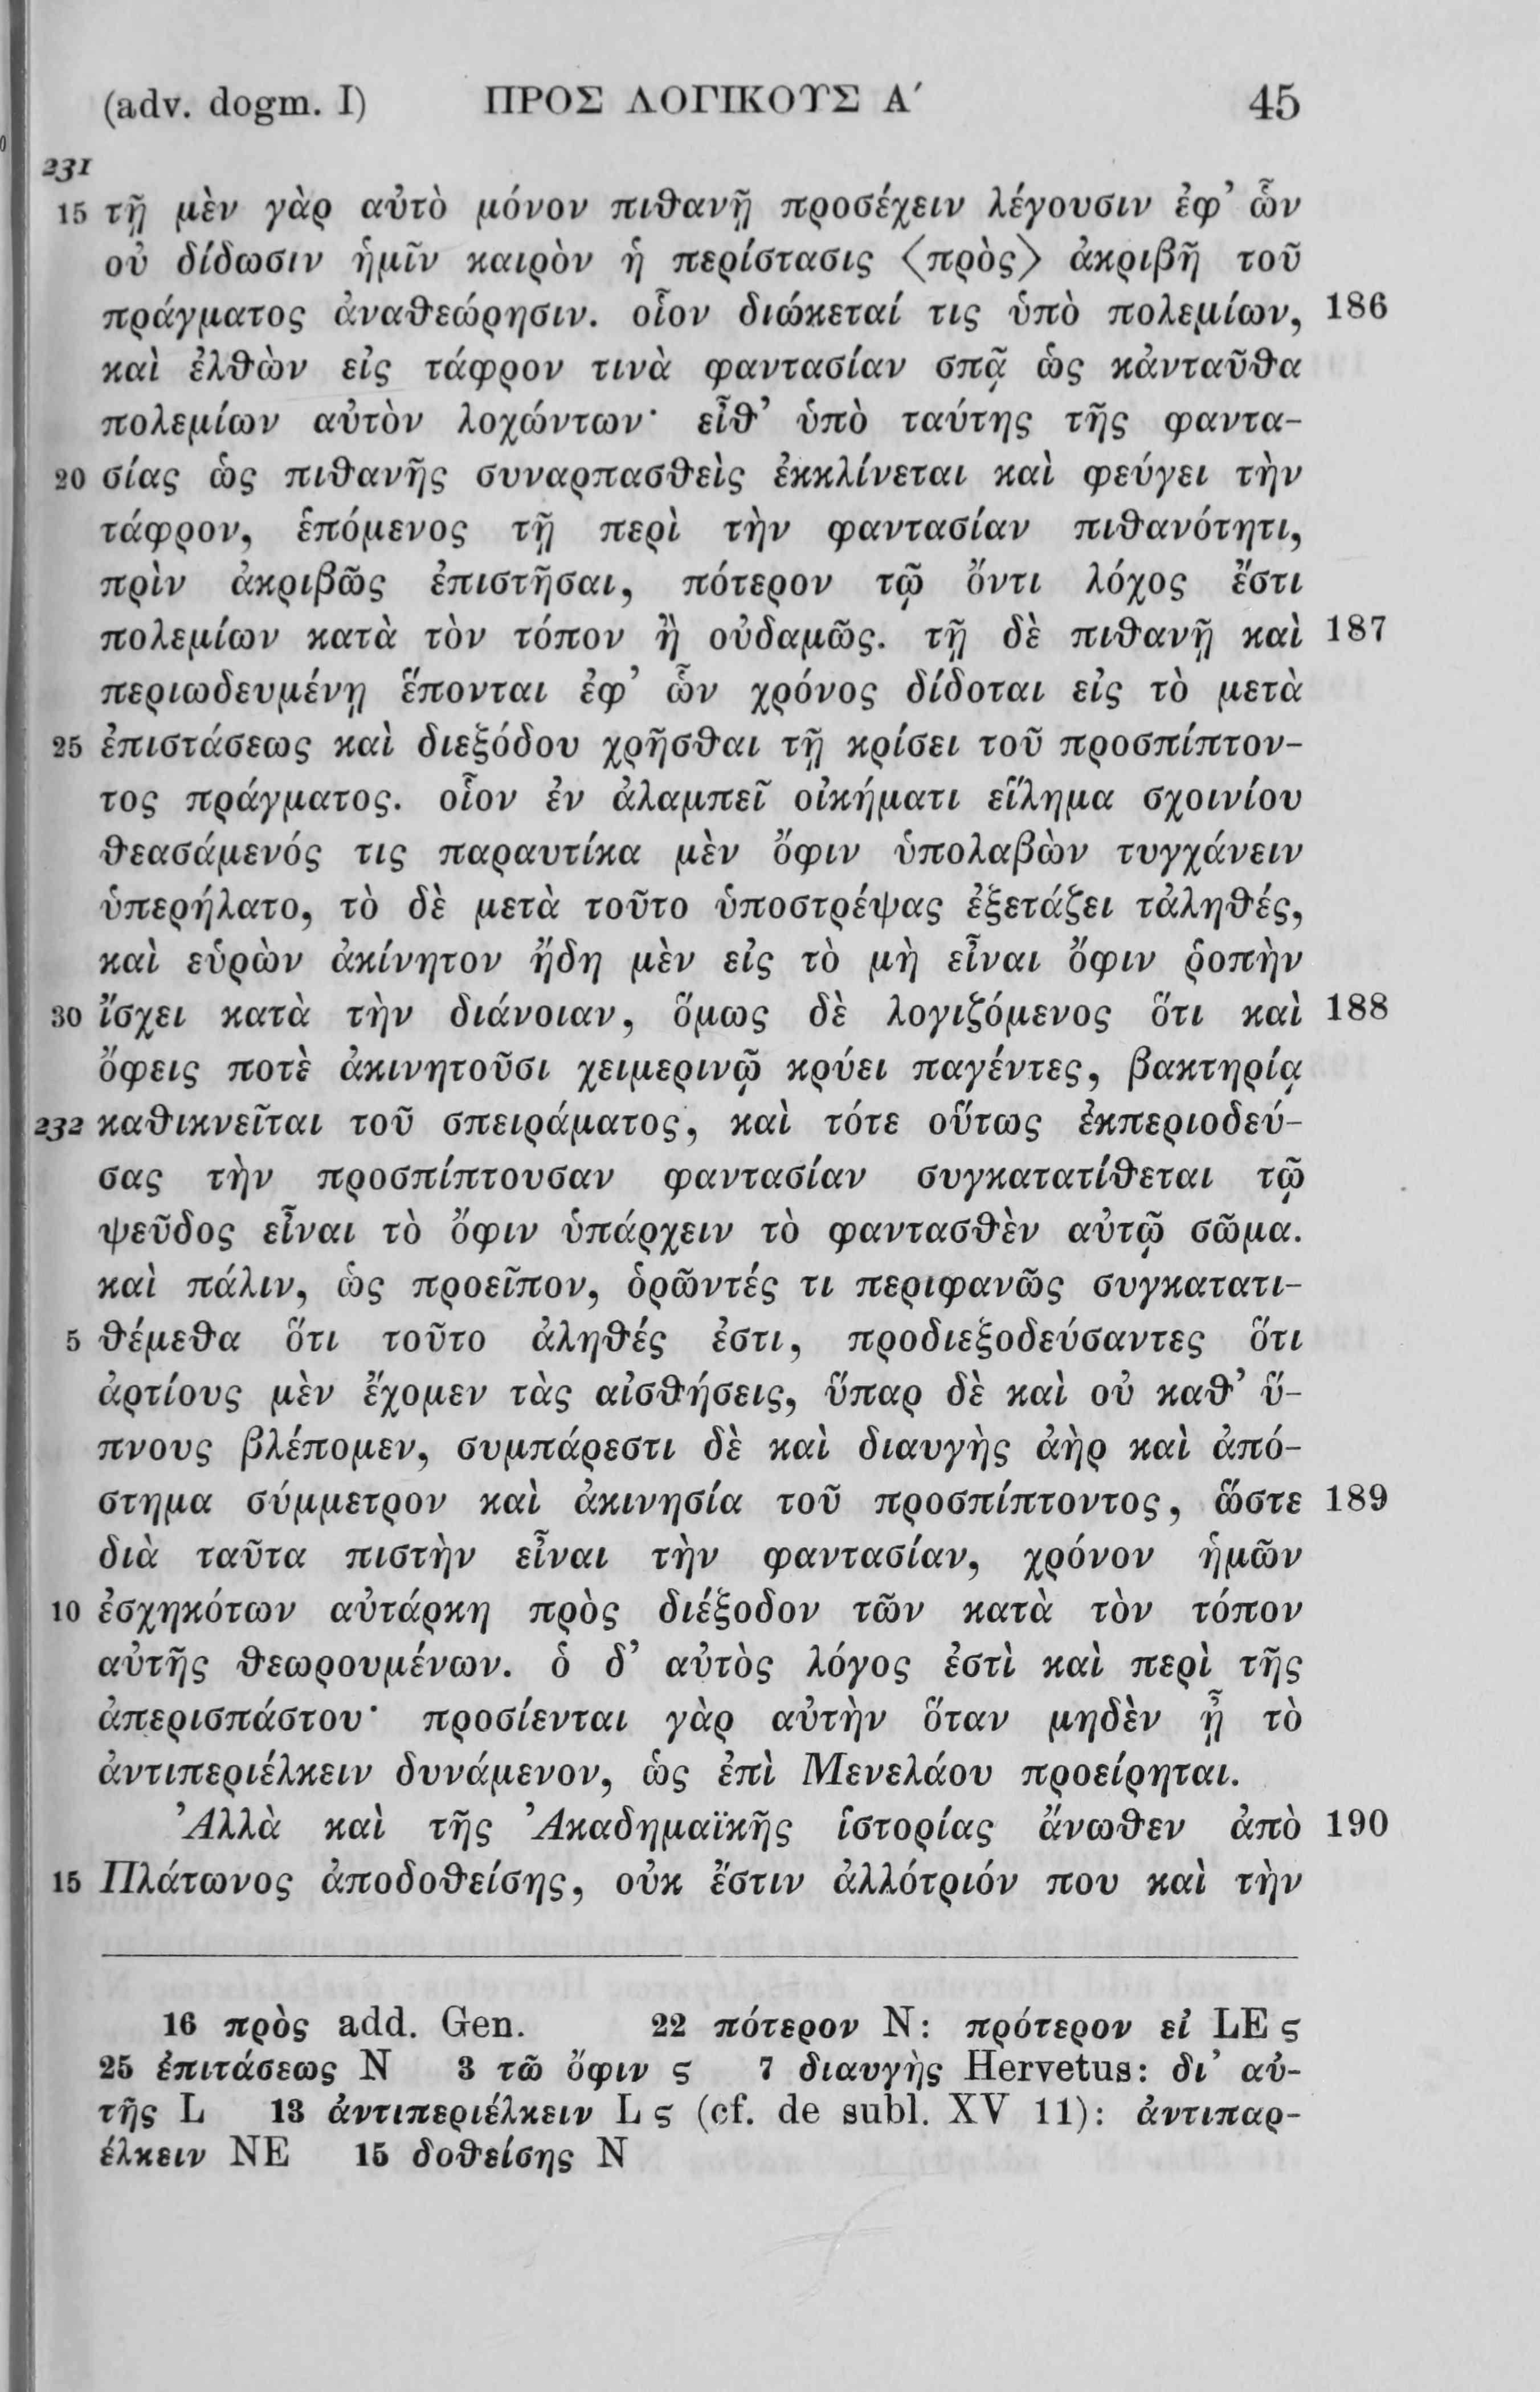 (adv. dogm. I) ΠΡΟΣ ΛΟΓΙΚΟΥΣ Α΄ 45
231
15 τῇ μὲν γὰρ αὐτὸ μόνον πιθανῇ προσέχειν λέγουσιν ἐφ’ ὧν
οὐ δίδωσιν ἡμῖν καιρὸν ἡ περίστασις ⟨πρὸς⟩ ἀκριβῆ τοῦ
πράγματος ἀναθεώρησιν. οἷον διώκεταί τις ὑπὸ πολεμίων, 186
καὶ ἐλθὼν εἰς τάφρον τινὰ φαντασίαν σπᾷ ὡς κἀνταῦθα
πολεμίων αὐτὸν λοχώντων· εἶθ’ ὑπὸ ταύτης τῆς φαντα-
20 σίας ὡς πιθανῆς συναρπασθεὶς ἐκκλίνεται καὶ φεύγει τὴν
τάφρον, ἑπόμενος τῇ περὶ τὴν φαντασίαν πιθανότητι,
πρὶν ἀκριβῶς ἐπιστῆσαι, πότερον τῷ ὄντι λόχος ἔστι
πολεμίων κατὰ τὸν τόπον ἢ οὐδαμῶς. τῇ δὲ πιθανῇ καὶ 187
περιωδευμένῃ ἕπονται ἐφ’ ὧν χρόνος δίδοται εἰς τὸ μετὰ
25 ἐπιστάσεως καὶ διεξόδου χρῆσθαι τῇ κρίσει τοῦ προσπίπτον-
τος πράγματος. οἷον ἐν ἀλαμπεῖ οἰκήματι εἵλημα σχοινίου
θεασάμενός τις παραυτίκα μὲν ὄφιν ὑπολαβὼν τυγχάνειν
ὑπερήλατο, τὸ δὲ μετὰ τοῦτο ὑποστρέψας ἐξετάζει τἀληθές,
καὶ εὑρὼν ἀκίνητον ἤδη μὲν εἰς τὸ μὴ εἶναι ὄφιν ῥοπὴν
30 ἴσχει κατὰ τὴν διάνοιαν, ὅμως δὲ λογιζόμενος ὅτι καὶ 188
ὄφεις ποτὲ ἀκινητοῦσι χειμερινῷ κρύει παγέντες, βακτηρίᾳ
232 καθικνεῖται τοῦ σπειράματος, καὶ τότε οὕτως ἐκπεριοδεύ-
σας τὴν προσπίπτουσαν φαντασίαν συγκατατίθεται τῷ
ψεῦδος εἶναι τὸ ὄφιν ὑπάρχειν τὸ φαντασθὲν αὐτῷ σῶμα.
καὶ πάλιν, ὡς προεῖπον, ὁρῶντές τι περιφανῶς συγκατατι-
5 θέμεθα ὅτι τοῦτο ἀληθές ἐστι, προδιεξοδεύσαντες ὅτι
ἀρτίους μὲν ἔχομεν τὰς αἰσθήσεις, ὕπαρ δὲ καὶ οὐ καθ’ ὕ-
πνους βλέπομεν, συμπάρεστι δὲ καὶ διαυγὴς ἀὴρ καὶ ἀπό-
στημα σύμμετρον καὶ ἀκινησία τοῦ προσπίπτοντος, ὥστε 189
διὰ ταῦτα πιστὴν εἶναι τὴν φαντασίαν, χρόνον ἡμῶν
10 ἐσχηκότων αὐτάρκη πρὸς διέξοδον τῶν κατὰ τὸν τόπον
αὐτῆς θεωρουμένων. ὁ δ’ αὐτὸς λόγος ἐστὶ καὶ περὶ τῆς
ἀπερισπάστου· προσίενται γὰρ αὐτὴν ὅταν μηδὲν ᾖ τὸ
ἀντιπεριέλκειν δυνάμενον, ὡς ἐπὶ Μενελάου προείρηται.
Ἀλλὰ καὶ τῆς Ἀκαδημαϊκῆς ἱστορίας ἄνωθεν ἀπὸ 190
15 Πλάτωνος ἀποδοθείσης, οὐκ ἔστιν ἀλλότριόν που καὶ τὴν
16 πρὸς add. Gen. 22 πότερον N: πρότερον εἰ LE ς
25 ἐπιτάσεως N 3 τῶ ὄφιν ς 7 διαυγὴς Hervetus: δι’ αὐ-
τῆς L 13 ἀντιπεριέλκειν L ς (cf. de subl. XV 11): ἀντιπαρ-
έλκειν NE 15 δοθείσης N